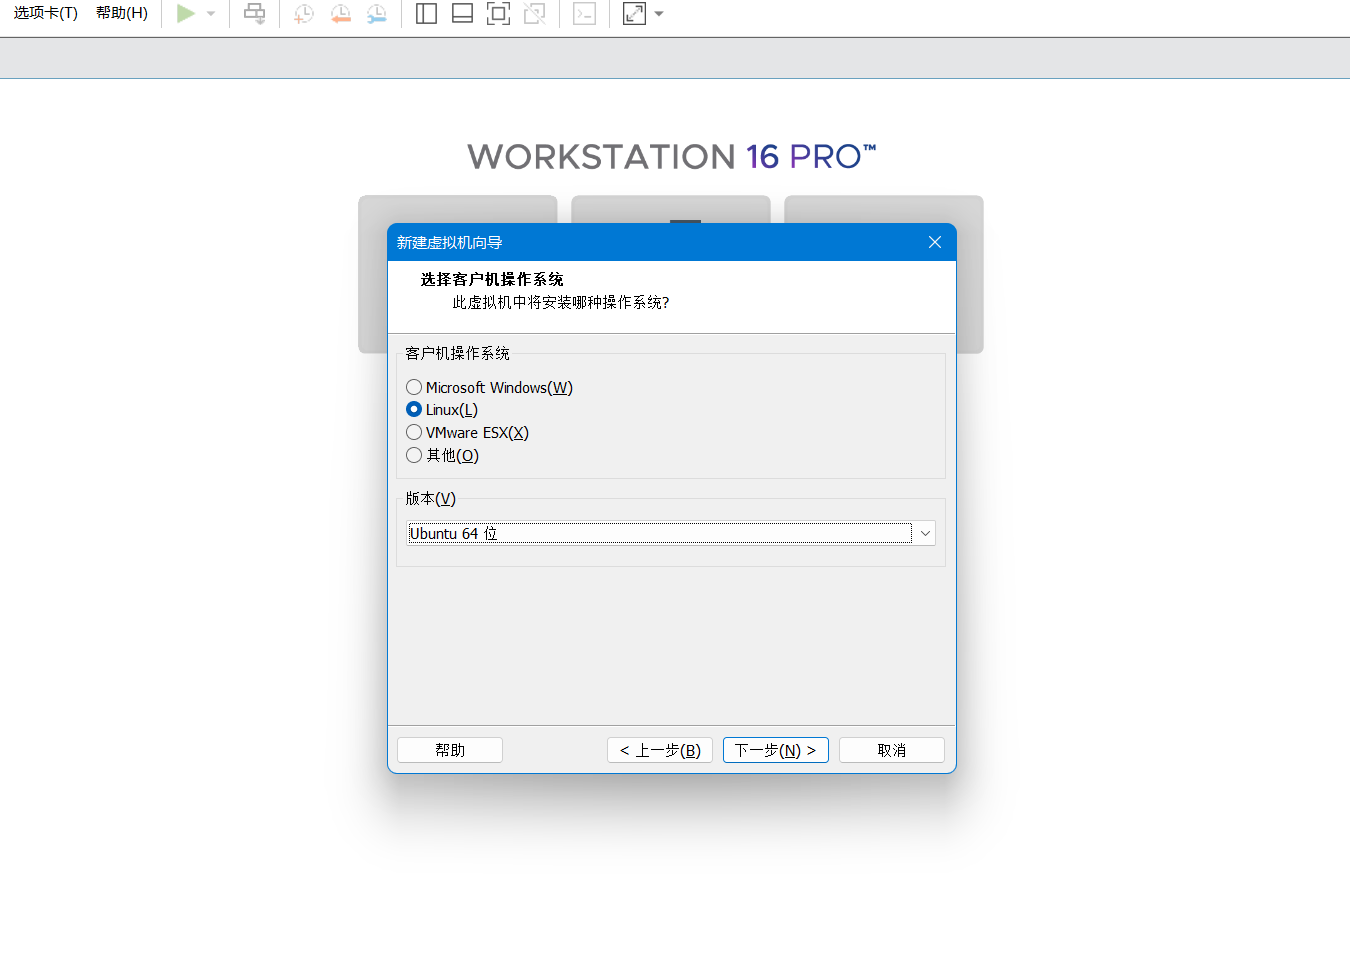 选项卡(T) 帮助(H)
WORKSTATION 16 PRO™
新建虚拟机向导
选择客户机操作系统
此虚拟机中将安装哪种操作系统?
客户机操作系统
Microsoft Windows(W)
Linux(L)
VMware ESX(X)
其他(O)
版本(V)
Ubuntu 64 位
帮助 < 上一步(B) 下一步(N) > 取消